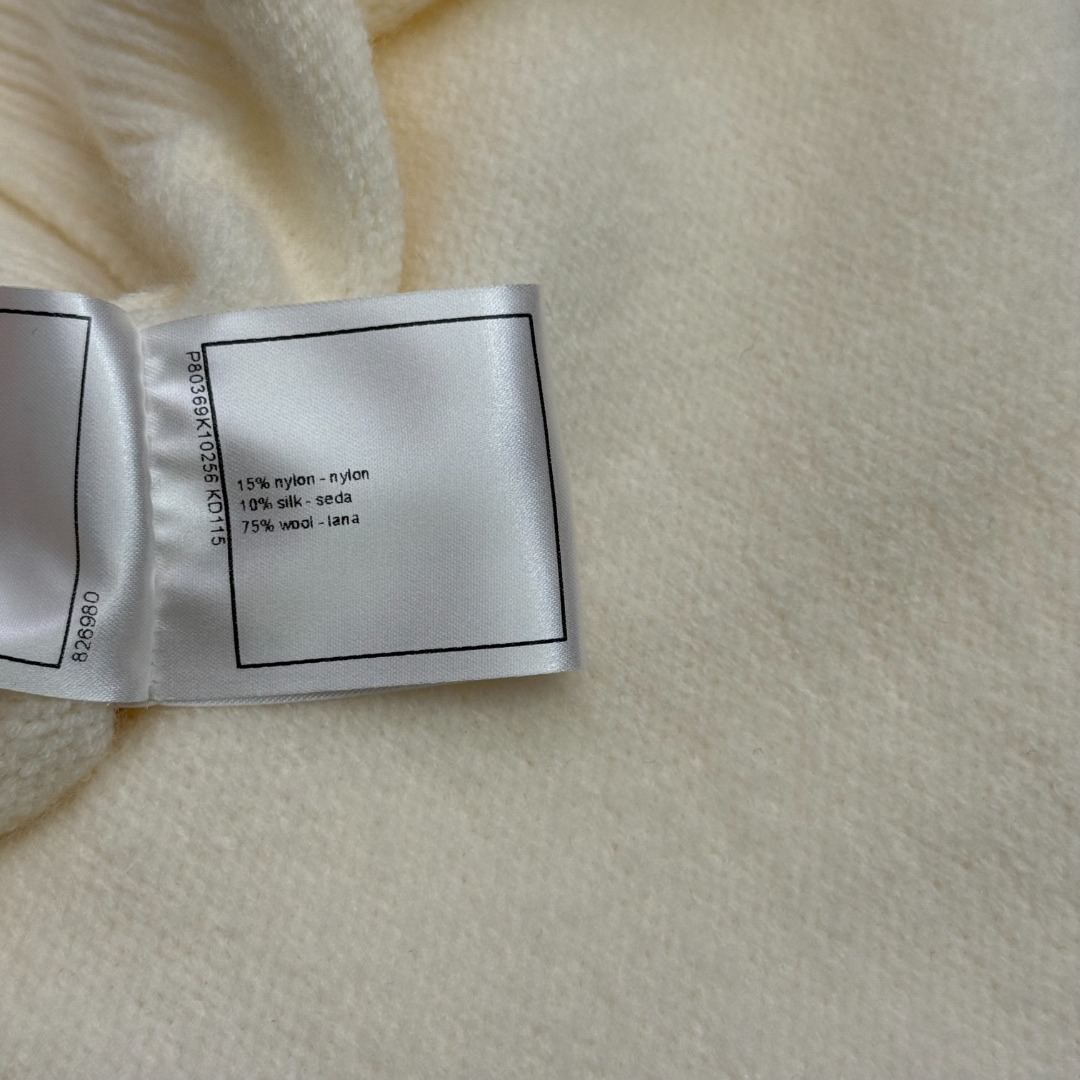 P80369K10256 KD115
15% nylon - nylon
10% silk - seda
75% wool - lana
826980